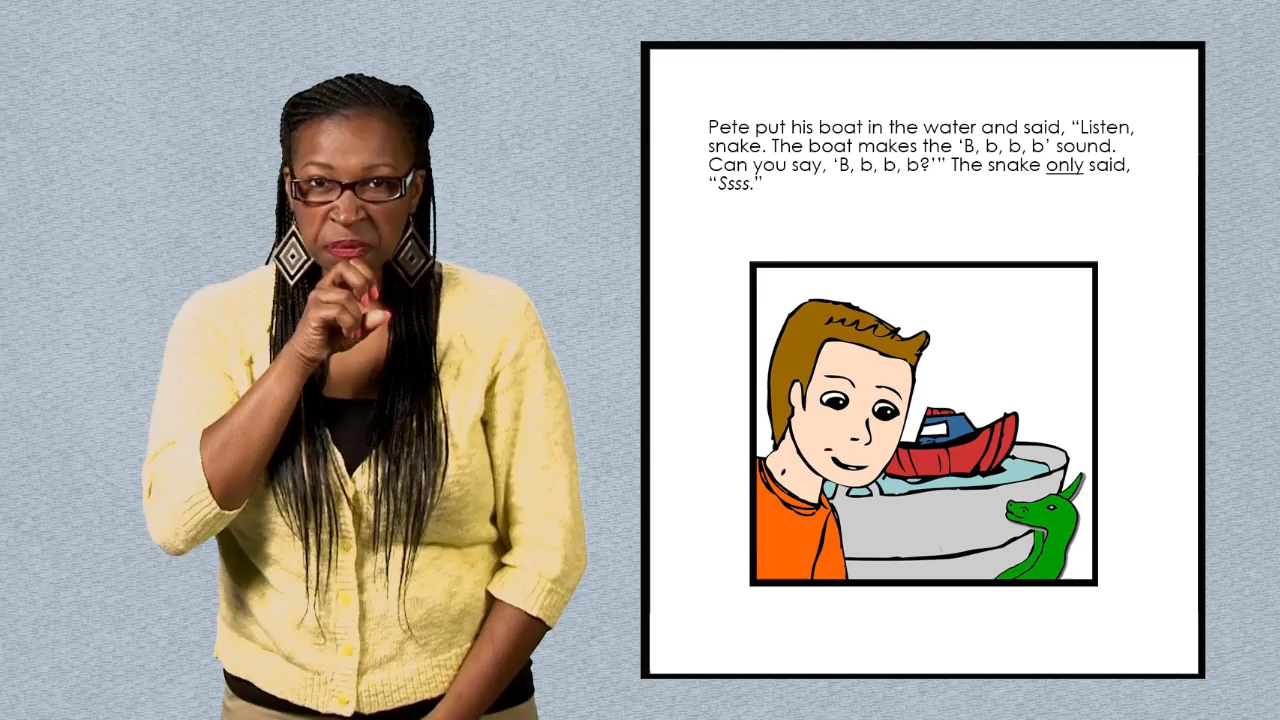 Pete put his boat in the water and said, “Listen,
snake. The boat makes the ‘B, b, b, b’ sound.
Can you say, ‘B, b, b, b?’” The snake only said,
“Ssss.”